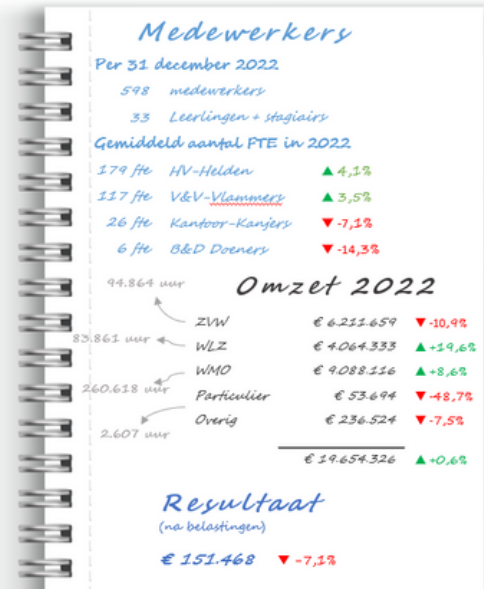 Medewerkers
Per 31 december 2022
598 medewerkers
33 Leerlingen + stagiairs
Gemiddeld aantal FTE in 2022
179 fte HV-Helden ▲ 4,1%
117 fte V&V-Vlammers ▲ 3,5%
26 fte Kantoor-Kanjers ▼ -7,1%
6 fte B&D Doeners ▼ -14,3%
Omzet 2022
94.864 uur
ZVW € 6.211.659 ▼ -10,9%
83.861 uur
WLZ € 4.064.333 ▲ +19,6%
WMO € 9.088.116 ▲ +8,6%
260.618 uur
Particulier € 53.694 ▼ -48,7%
Overig € 236.524 ▼ -7,5%
2.607 uur
€ 19.654.326 ▲ +0,6%
Resultaat
(na belastingen)
€ 151.468 ▼ -7,1%